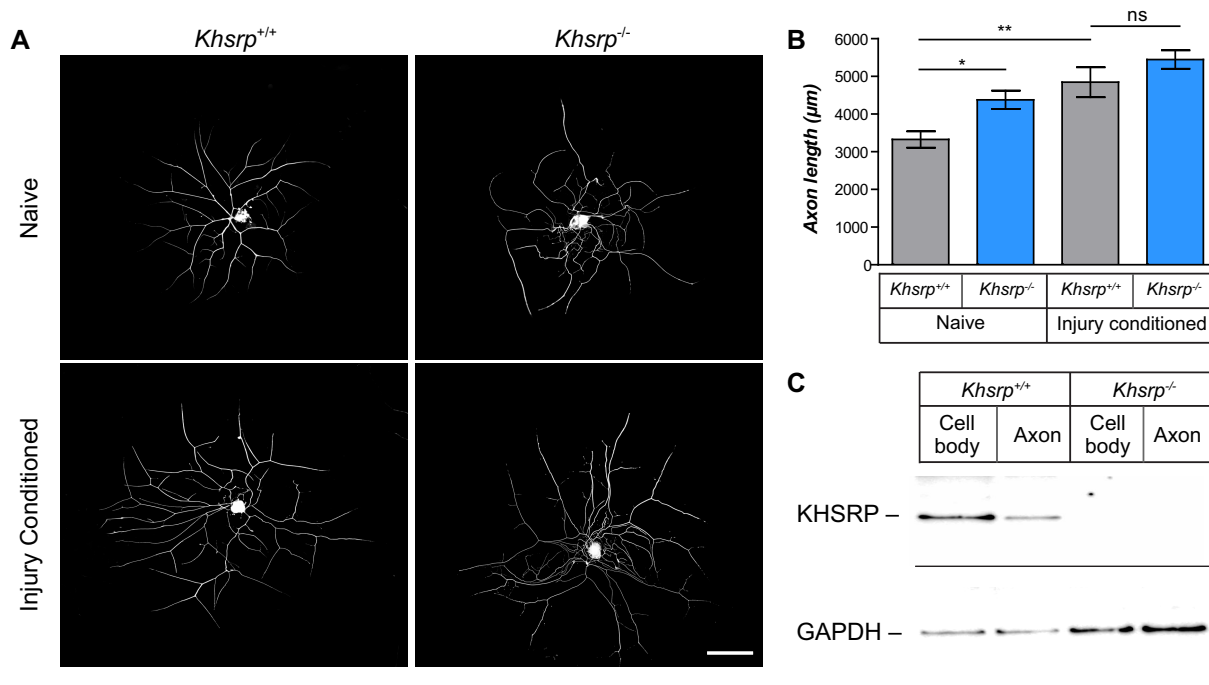 A
Khsrp+/+
Khsrp-/-
Naive
Injury Conditioned
B
ns
**
*
6000
5000
4000
3000
2000
1000
0
Axon length (µm)
Khsrp+/+ Khsrp-/- Khsrp+/+ Khsrp-/-
Naive Injury conditioned
C
Khsrp+/+ Khsrp-/-
Cell body Axon Cell body Axon
KHSRP –
GAPDH –